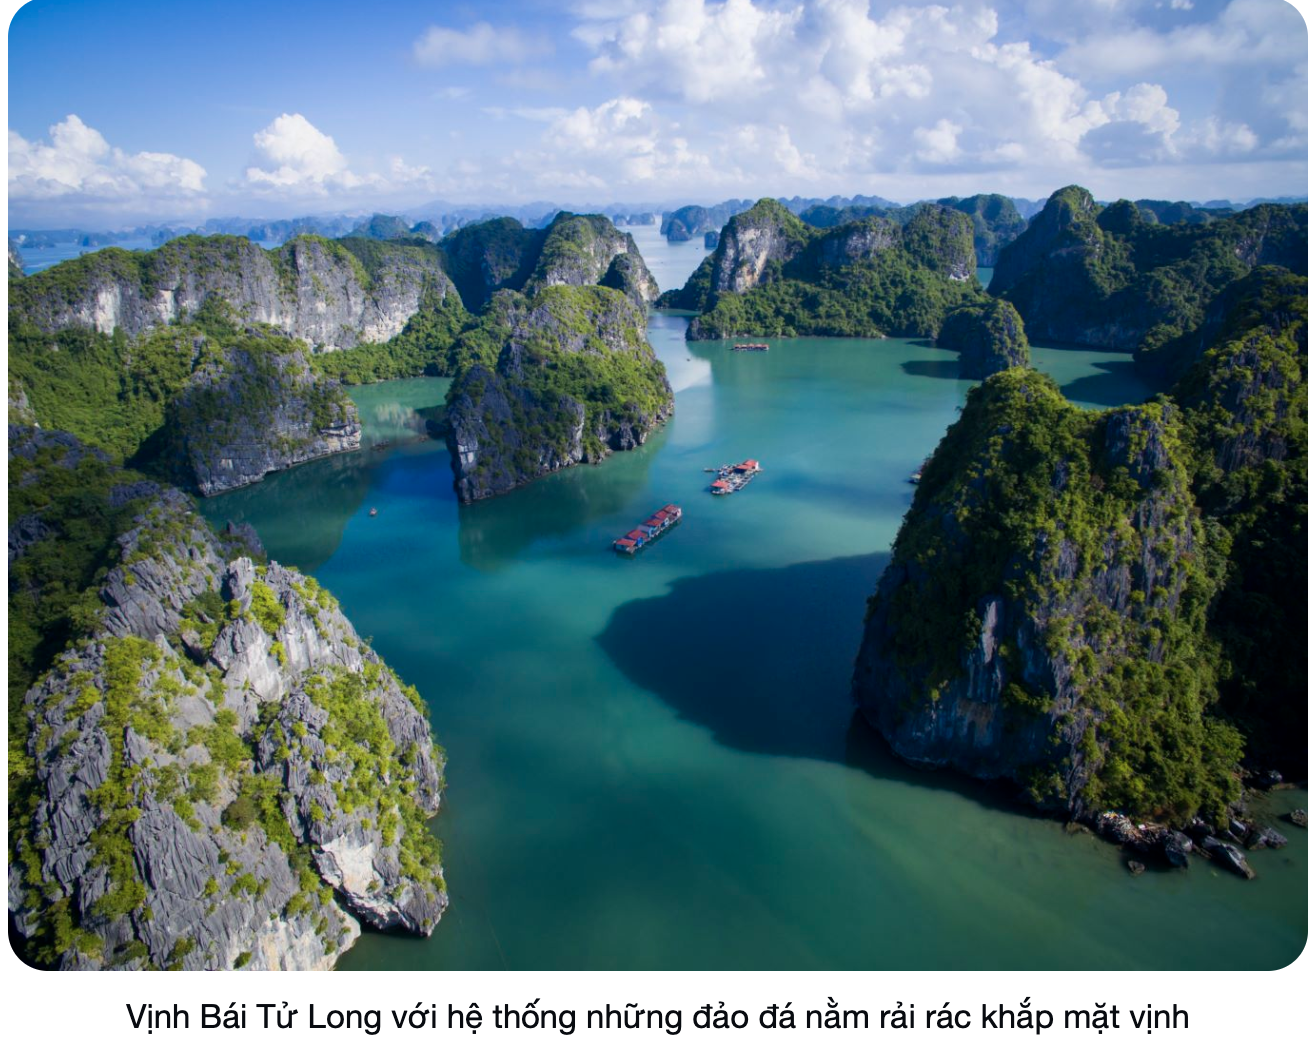 Vịnh Bái Tử Long với hệ thống những đảo đá nằm rải rác khắp mặt vịnh